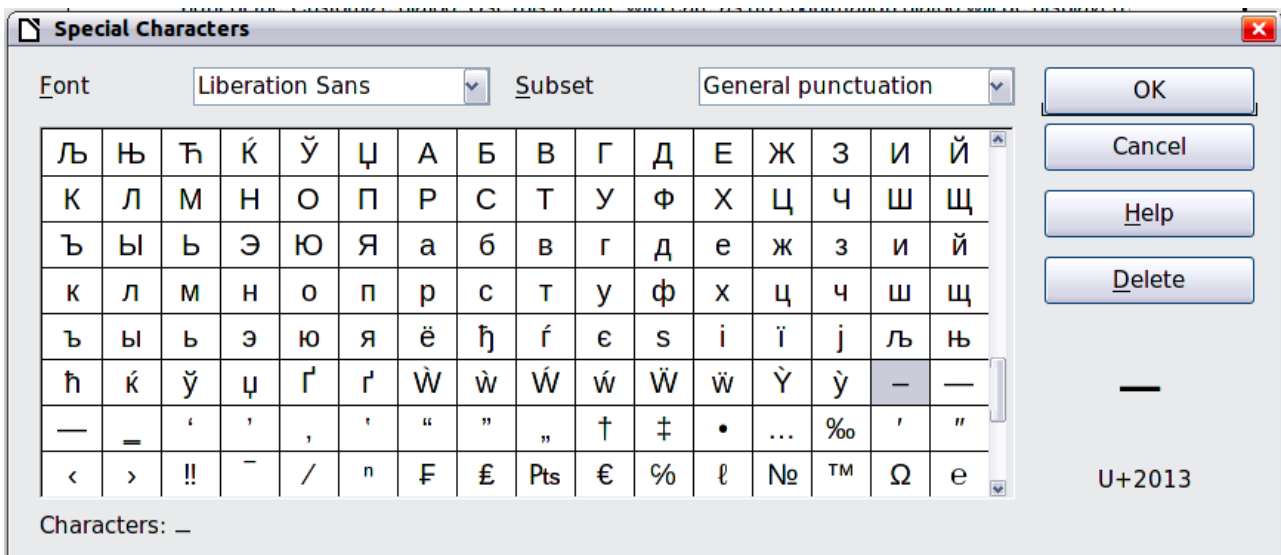 Special Characters
Font Liberation Sans Subset General punctuation OK
Cancel
Help
Delete
Љ Њ Ћ Ќ Ў Џ А Б В Г Д Е Ж З И Й
К Л М Н О П Р С Т У Ф Х Ц Ч Ш Щ
Ъ Ы Ь Э Ю Я а б в г д е ж з и й
к л м н о п р с т у ф х ц ч ш щ
ъ ы ь э ю я ё ђ ѓ є ѕ і ї ј љ њ
ћ ќ ў џ Ґ ґ Ẁ ẁ Ẃ ẃ Ẅ ẅ Ỳ ỳ – —
― ‗ ‘ ’ ‚ ‛ “ ” „ † ‡ • … ‰ ′ ″
‹ › ‼ ‾ ⁄ ⁿ ₣ ₤ ₧ € ℅ ℓ № ™ Ω ℮
–
U+2013
Characters: –